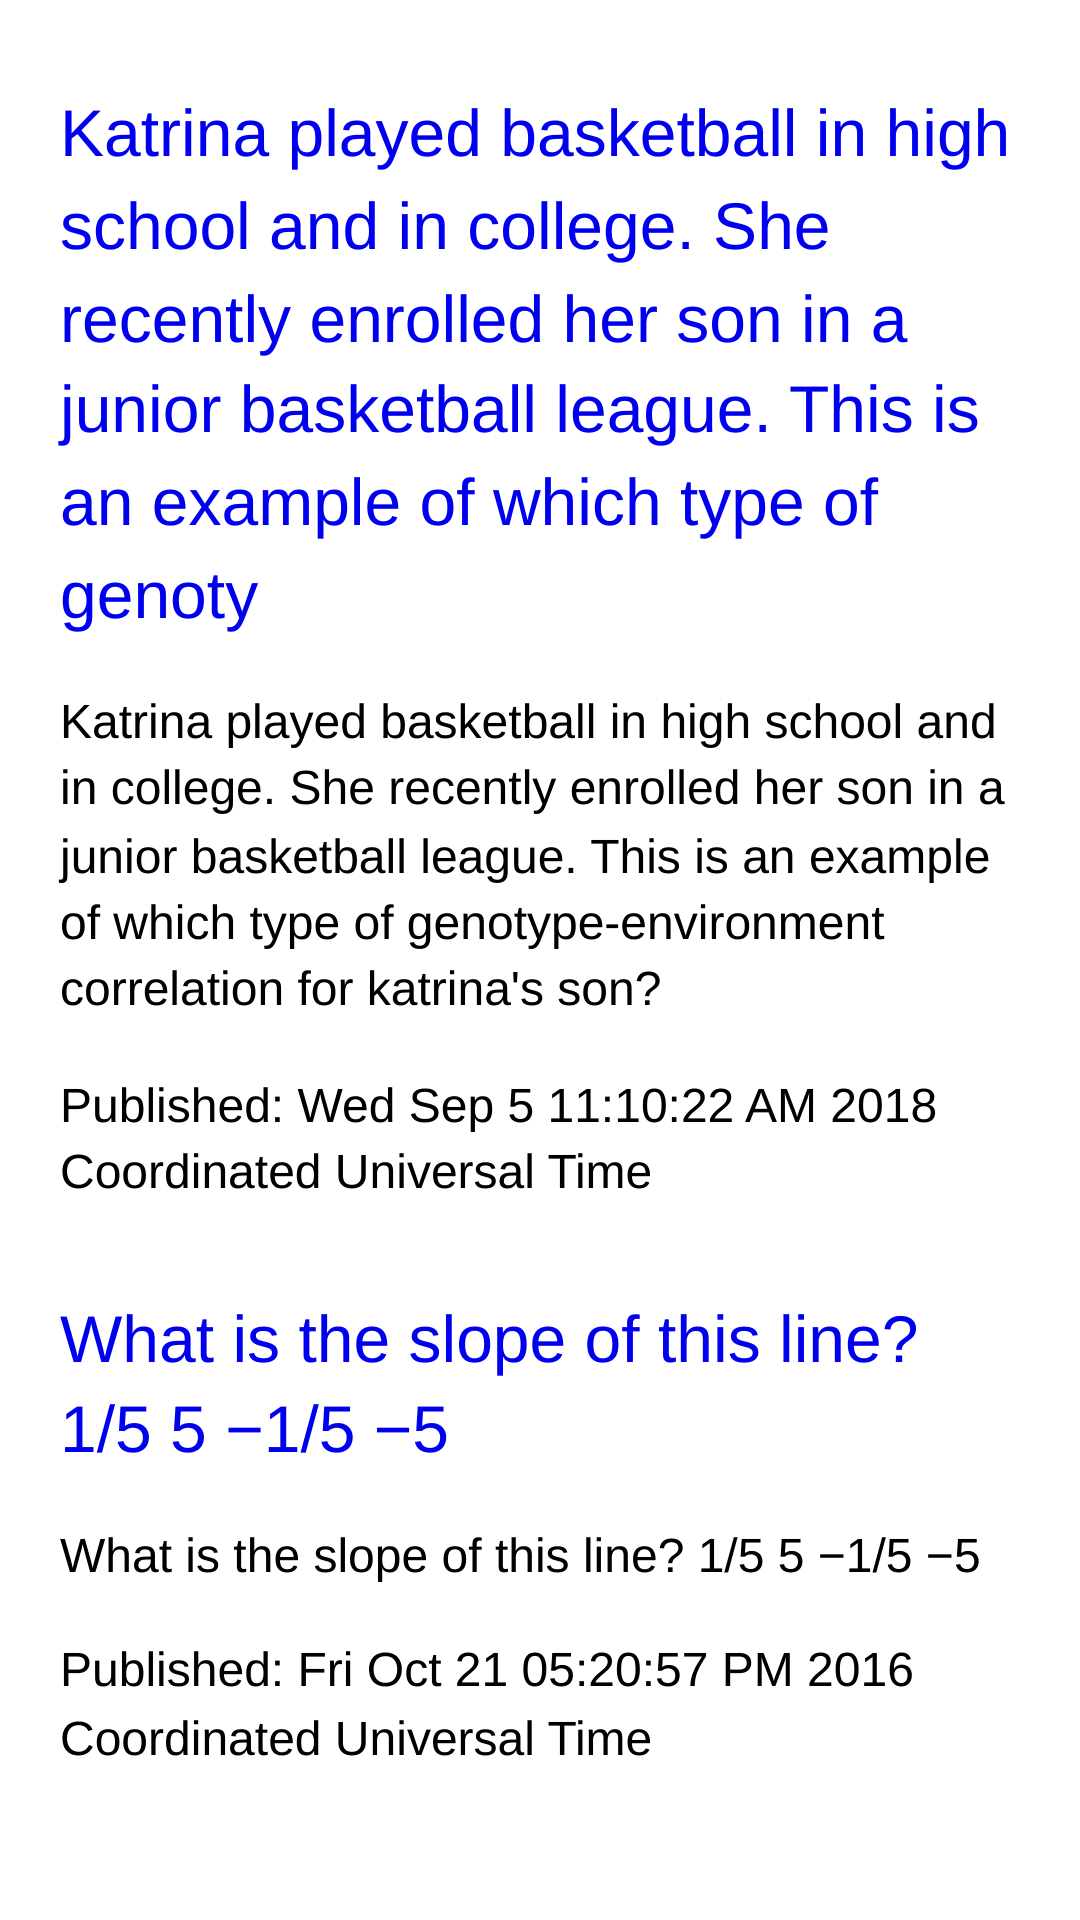 Katrina played basketball in high
school and in college. She
recently enrolled her son in a
junior basketball league. This is
an example of which type of
genoty
Katrina played basketball in high school and
in college. She recently enrolled her son in a
junior basketball league. This is an example
of which type of genotype-environment
correlation for katrina's son?
Published: Wed Sep 5 11:10:22 AM 2018
Coordinated Universal Time
What is the slope of this line?
1/5 5 −1/5 −5
What is the slope of this line? 1/5 5 −1/5 −5
Published: Fri Oct 21 05:20:57 PM 2016
Coordinated Universal Time